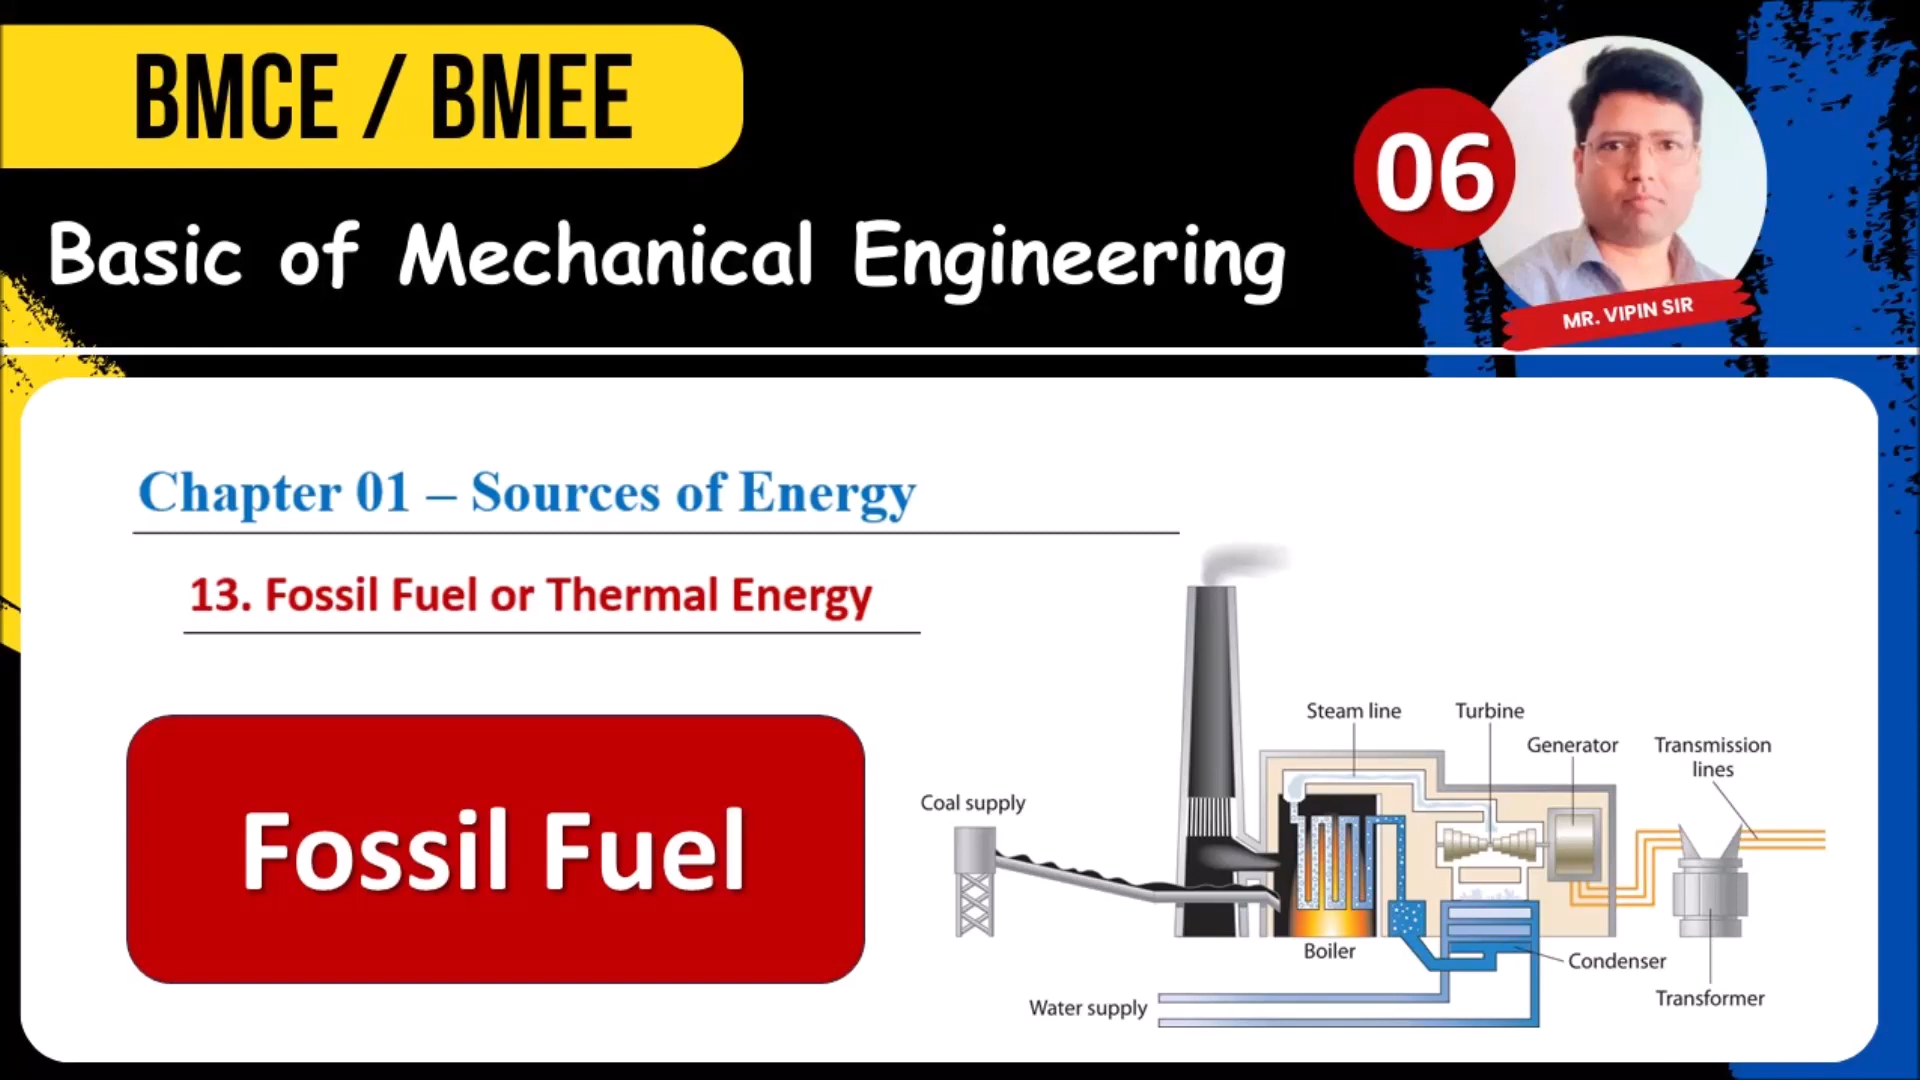 BMCE / BMEE
06
Basic of Mechanical Engineering
MR. VIPIN SIR
Chapter 01 – Sources of Energy
13. Fossil Fuel or Thermal Energy
Fossil Fuel
Steam line
Turbine
Generator
Transmission
lines
Coal supply
Boiler
Condenser
Transformer
Water supply